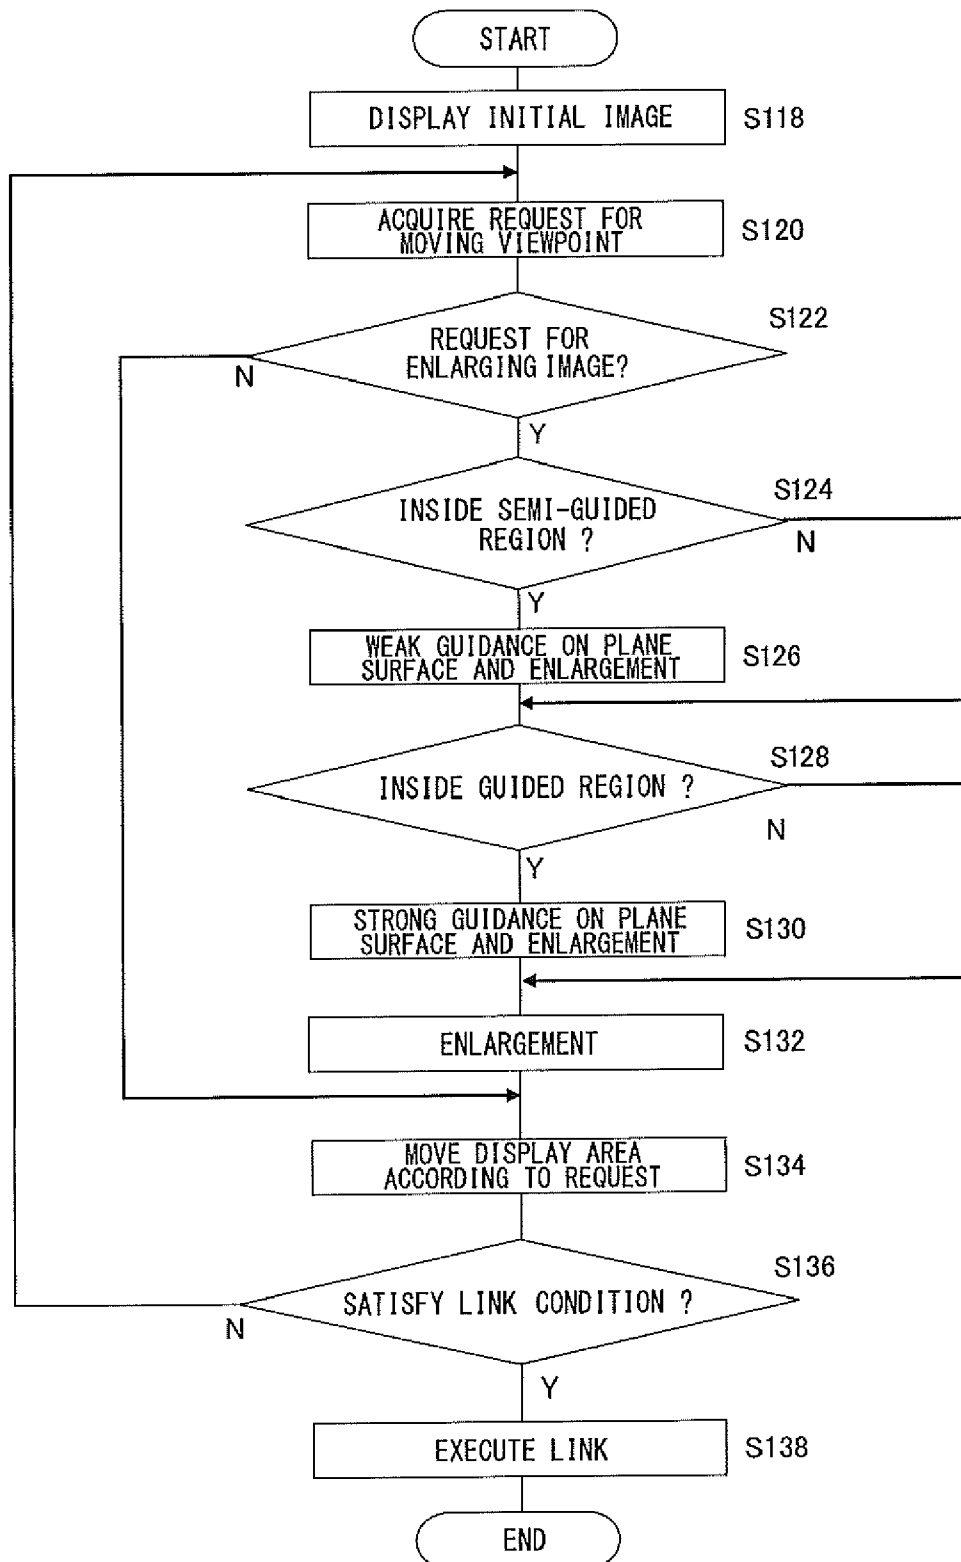 START
DISPLAY INITIAL IMAGE
S118
ACQUIRE REQUEST FOR
MOVING VIEWPOINT
S120
S122
REQUEST FOR
ENLARGING IMAGE?
N
Y
S124
INSIDE SEMI-GUIDED
REGION ?
N
Y
WEAK GUIDANCE ON PLANE
SURFACE AND ENLARGEMENT
S126
S128
INSIDE GUIDED REGION ?
N
Y
STRONG GUIDANCE ON PLANE
SURFACE AND ENLARGEMENT
S130
ENLARGEMENT
S132
MOVE DISPLAY AREA
ACCORDING TO REQUEST
S134
S136
SATISFY LINK CONDITION ?
N
Y
EXECUTE LINK
S138
END